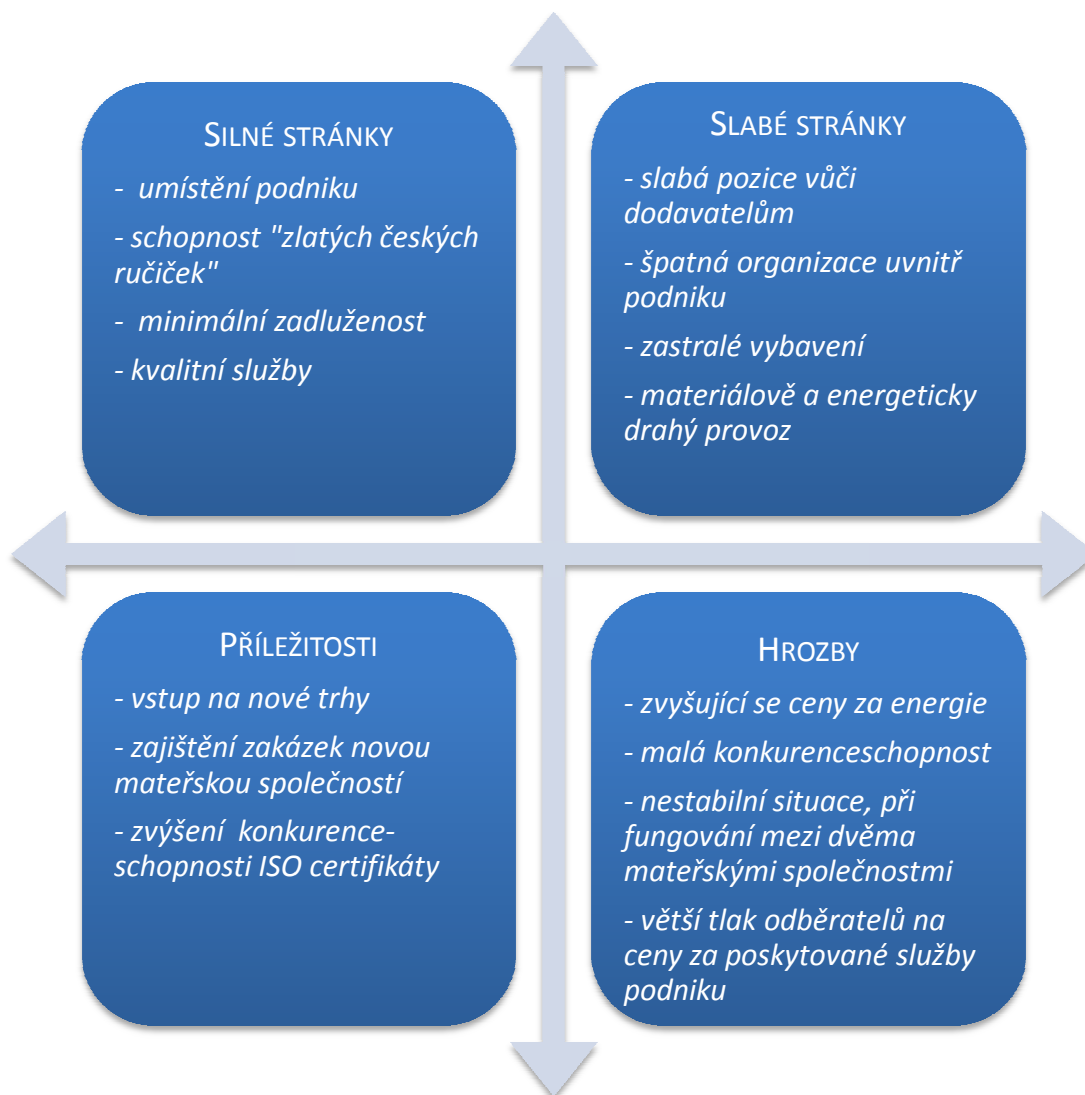 SILNÉ STRÁNKY
- umístění podniku
- schopnost "zlatých českých
ručiček"
- minimální zadluženost
- kvalitní služby
SLABÉ STRÁNKY
- slabá pozice vůči
dodavatelům
- špatná organizace uvnitř
podniku
- zastralé vybavení
- materiálově a energeticky
drahý provoz
PŘÍLEŽITOSTI
- vstup na nové trhy
- zajištění zakázek novou
mateřskou společností
- zvýšení konkurence-
schopnosti ISO certifikáty
HROZBY
- zvyšující se ceny za energie
- malá konkurenceschopnost
- nestabilní situace, při
fungování mezi dvěma
mateřskými společnostmi
- větší tlak odběratelů na
ceny za poskytované služby
podniku